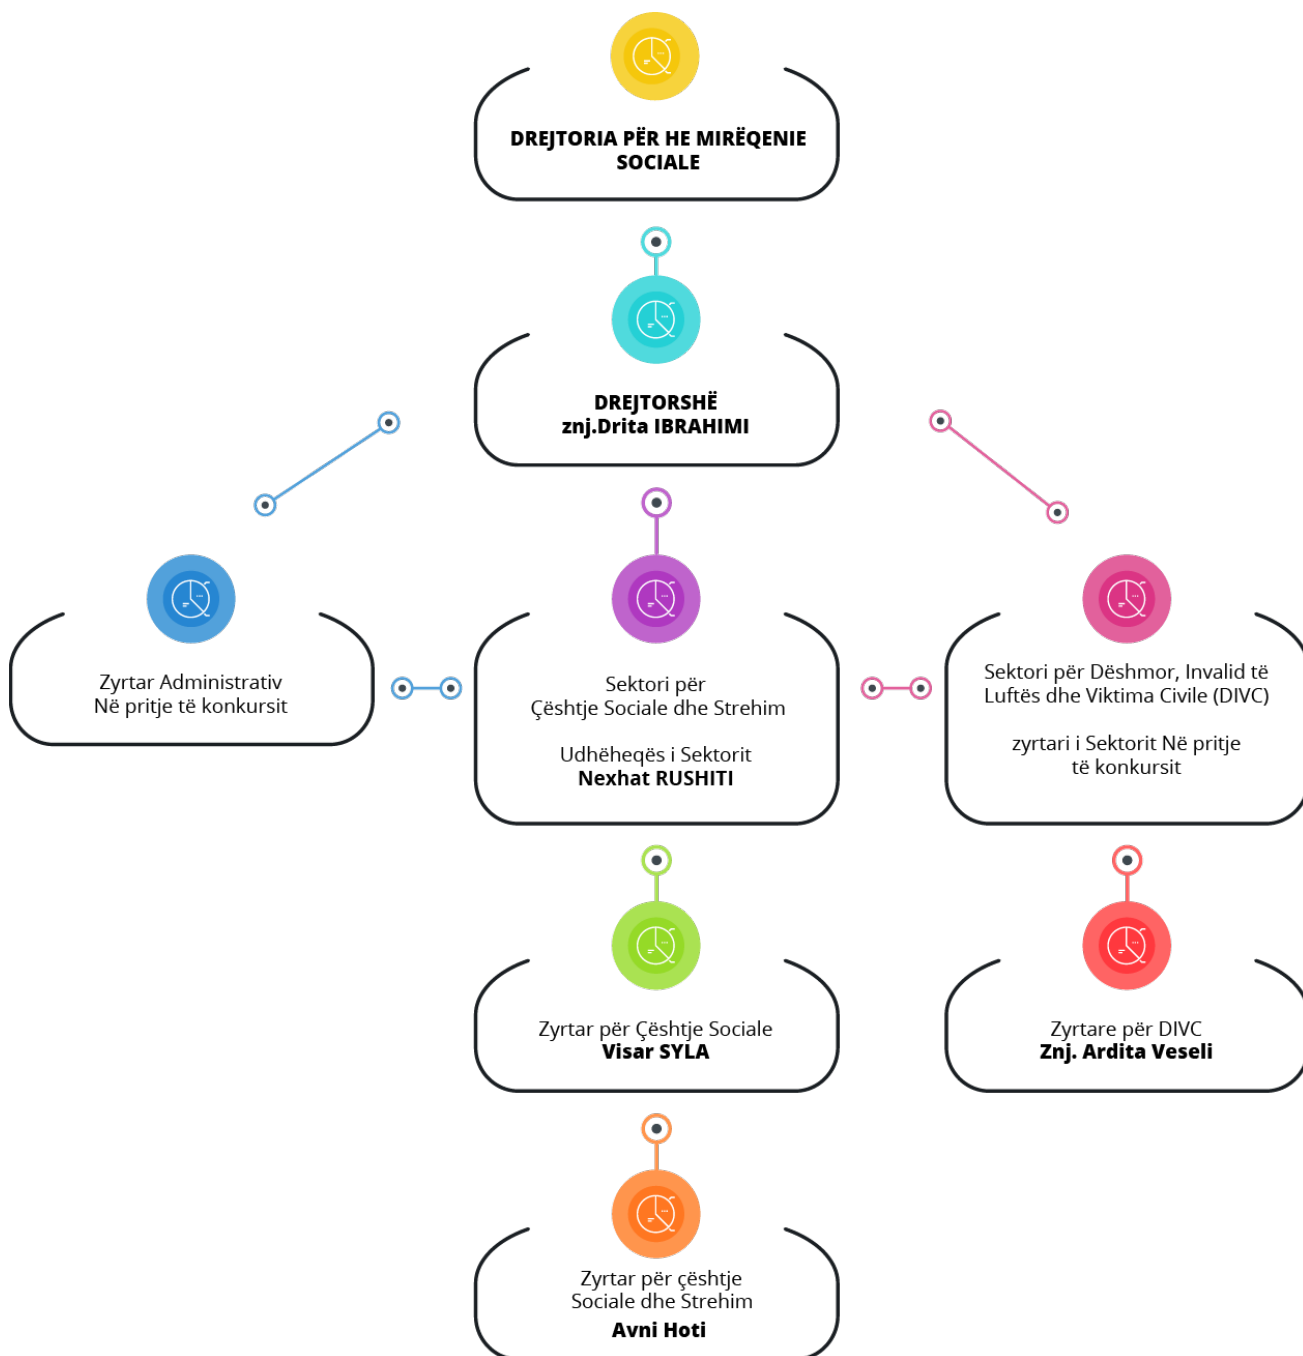 DREJTORIA PËR HE MIRËQENIE
SOCIALE
DREJTORSHË
znj.Drita IBRAHIMI
Zyrtar Administrativ
Në pritje të konkursit
Sektori për
Çështje Sociale dhe Strehim
Udhëheqës i Sektorit
Nexhat RUSHITI
Sektori për Dëshmor, Invalid të
Luftës dhe Viktima Civile (DIVC)
zyrtari i Sektorit Në pritje
të konkursit
Zyrtar për Çështje Sociale
Visar SYLA
Zyrtare për DIVC
Znj. Ardita Veseli
Zyrtar për çështje
Sociale dhe Strehim
Avni Hoti